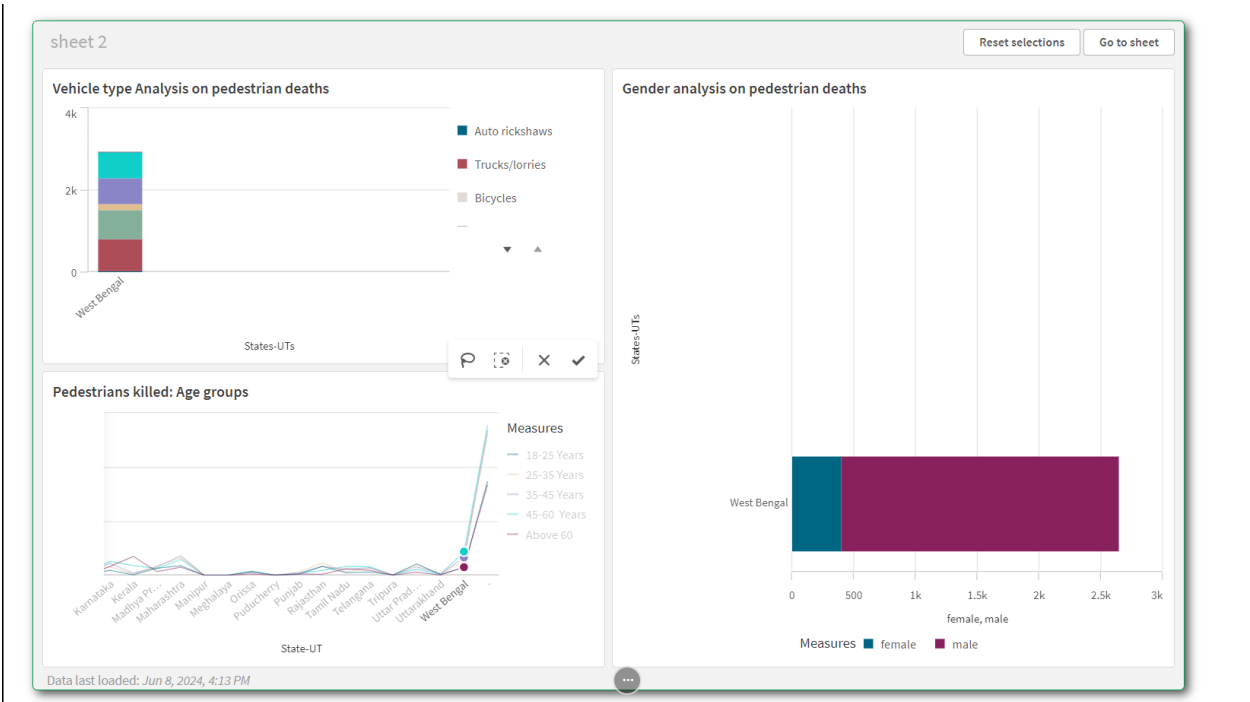 sheet 2
Reset selections
Go to sheet
Vehicle type Analysis on pedestrian deaths
4k
2k
0
West Bengal
States-UTs
Auto rickshaws
Trucks/lorries
Bicycles
Pedestrians killed: Age groups
Karnataka
Kerala
Madhya Pr...
Maharashtra
Manipur
Meghalaya
Orissa
Puducherry
Punjab
Rajasthan
Tamil Nadu
Telangana
Tripura
Uttar Prad...
Uttarakhand
West Bengal
-
State-UT
Measures
18-25 Years
25-35 Years
35-45 Years
45-60 Years
Above 60
Gender analysis on pedestrian deaths
States-UTs
West Bengal
0 500 1k 1.5k 2k 2.5k 3k
female, male
Measures female male
Data last loaded: Jun 8, 2024, 4:13 PM